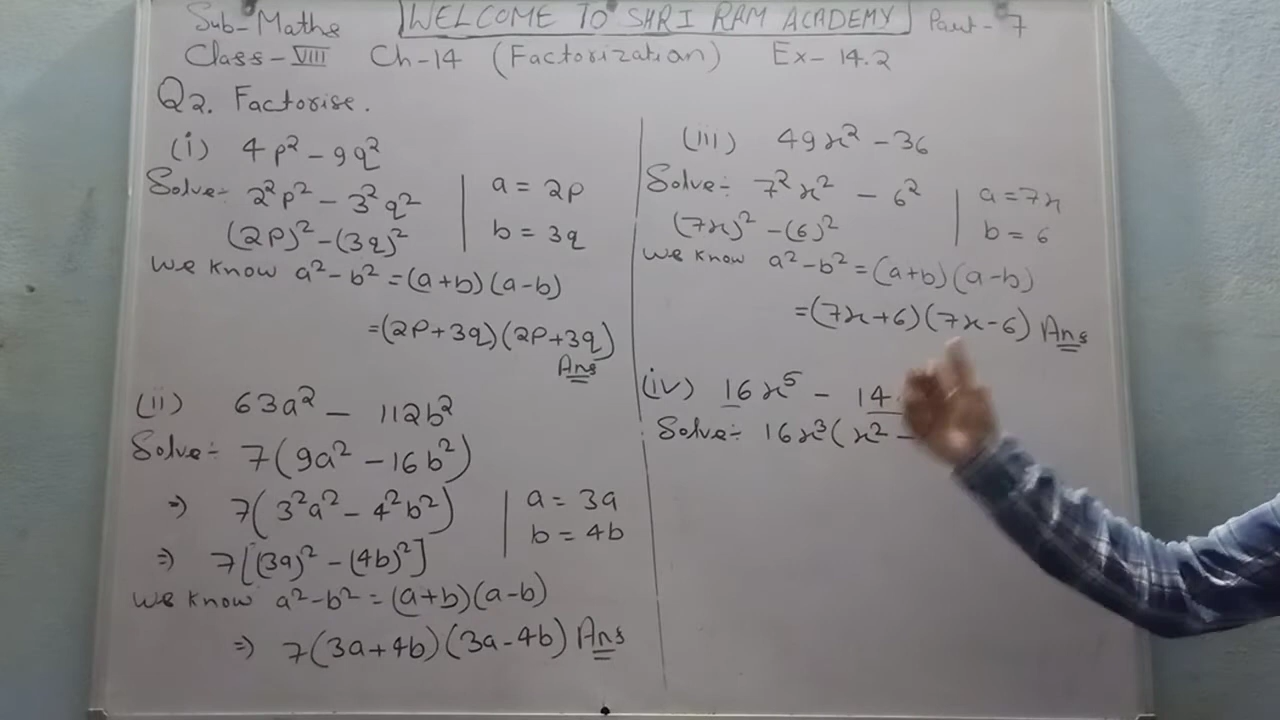 Sub-Maths WELCOME TO SHRI RAM ACADEMY Part-7
Class-VIII Ch-14 (Factorization) Ex-14.2
Q2. Factorise.
(i) 4p² - 9q²
Solve:- 2²p² - 3²q² | a = 2p
(2p)² - (3q)² | b = 3q
We know a² - b² = (a+b)(a-b)
=(2p+3q)(2p+3q)
Ans
(ii) 63a² - 112b²
Solve:- 7(9a² - 16b²)
⇒ 7(3²a² - 4²b²) | a = 3a
b = 4b
⇒ 7[(3a)² - (4b)²]
We know a² - b² = (a+b)(a-b)
⇒ 7(3a+4b)(3a-4b) Ans
(iii) 49x² - 36
Solve:- 7²x² - 6² | a = 7x
(7x)² - (6)² | b = 6
We know a² - b² = (a+b)(a-b)
=(7x+6)(7x-6) Ans
(iv) 16x⁵ - 14
Solve:- 16x³(x² -